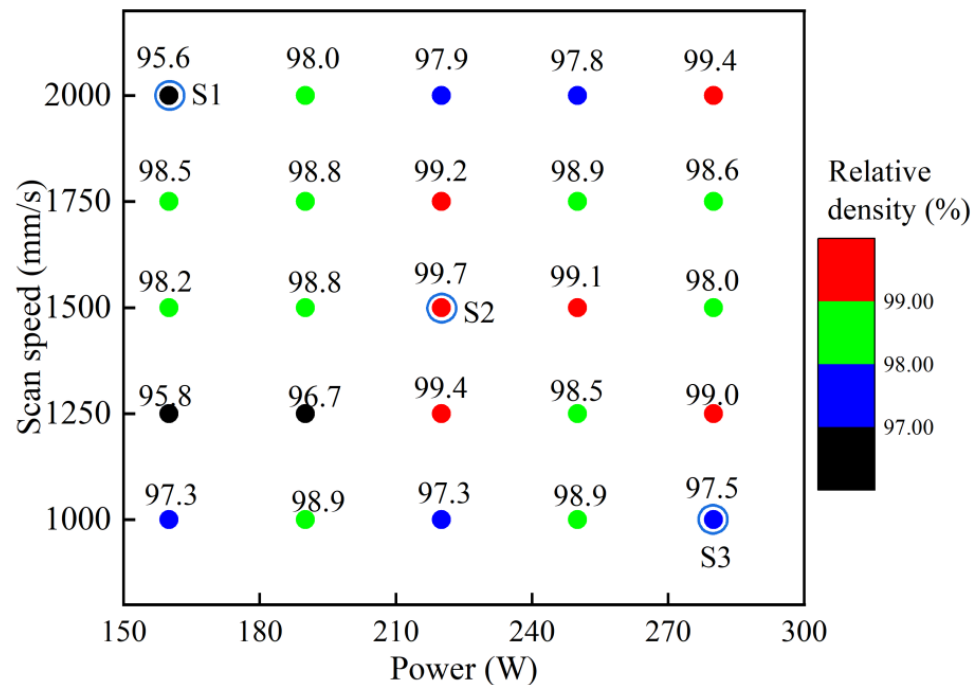 95.6 98.0 97.9 97.8 99.4
2000 S1
98.5 98.8 99.2 98.9 98.6
1750
98.2 98.8 99.7 99.1 98.0
1500 S2
95.8 96.7 99.4 98.5 99.0
1250
97.3 98.9 97.3 98.9 97.5
1000
S3
150 180 210 240 270 300
Power (W)
Scan speed (mm/s)
Relative
density (%)
99.00
98.00
97.00